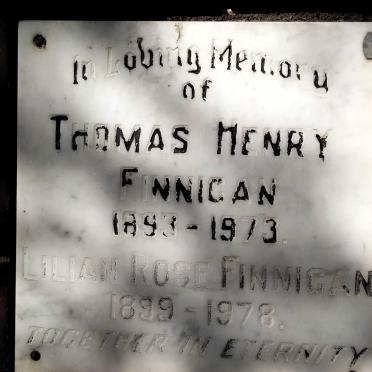 In Loving Memory
of
THOMAS HENRY
FINNIGAN
1893-1973.
LILIAN ROSE FINNIGAN
1899-1978.
TOGETHER IN ETERNITY